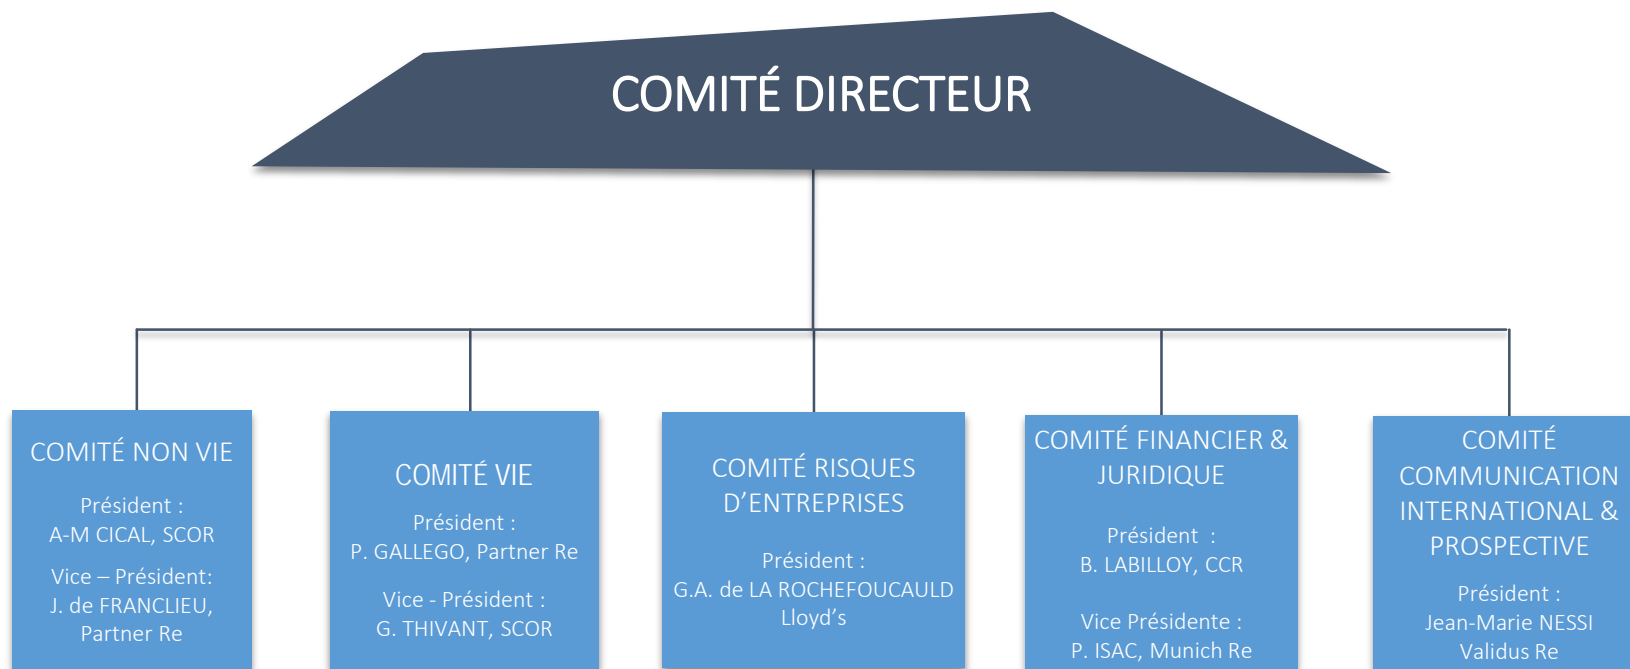 COMITÉ DIRECTEUR
COMITÉ NON VIE
Président :
A-M CICAL, SCOR
Vice – Président:
J. de FRANCLIEU,
Partner Re
COMITÉ VIE
Président :
P. GALLEGO, Partner Re
Vice - Président :
G. THIVANT, SCOR
COMITÉ RISQUES
D’ENTREPRISES
Président :
G.A. de LA ROCHEFOUCAULD
Lloyd’s
COMITÉ FINANCIER &
JURIDIQUE
Président  :
B. LABILLOY, CCR
Vice Présidente :
P. ISAC, Munich Re
COMITÉ
COMMUNICATION
INTERNATIONAL &
PROSPECTIVE
Président :
Jean-Marie NESSI
Validus Re